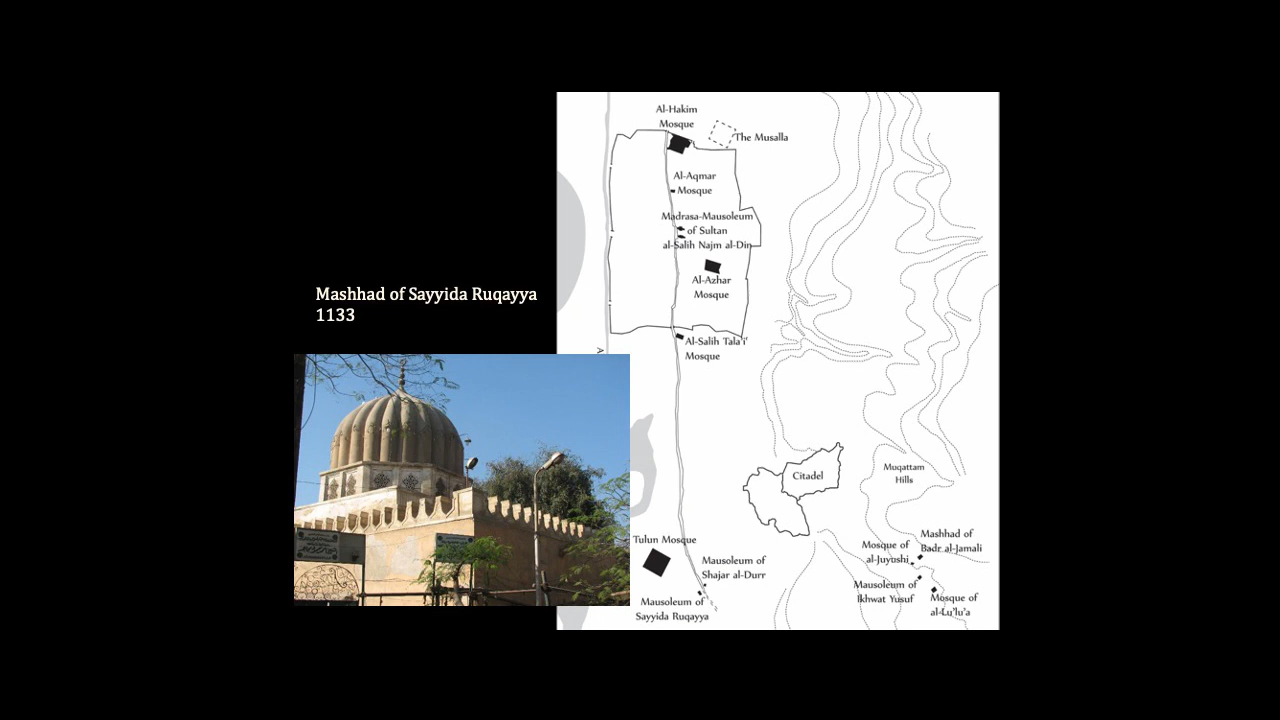 Mashhad of Sayyida Ruqayya
1133
Al-Hakim
Mosque
The Musalla
Al-Aqmar
Mosque
Madrasa-Mausoleum
of Sultan
al-Salih Najm al-Din
Al-Azhar
Mosque
Al-Salih Tala'i'
Mosque
A
Citadel
Muqattam
Hills
Tulun Mosque
Mausoleum of
Shajar al-Durr
Mausoleum of
Sayyida Ruqayya
Mosque of
al-Juyushi
Mashhad of
Badr al-Jamali
Mausoleum of
Ikhwat Yusuf
Mosque of
al-Lu'lu'a